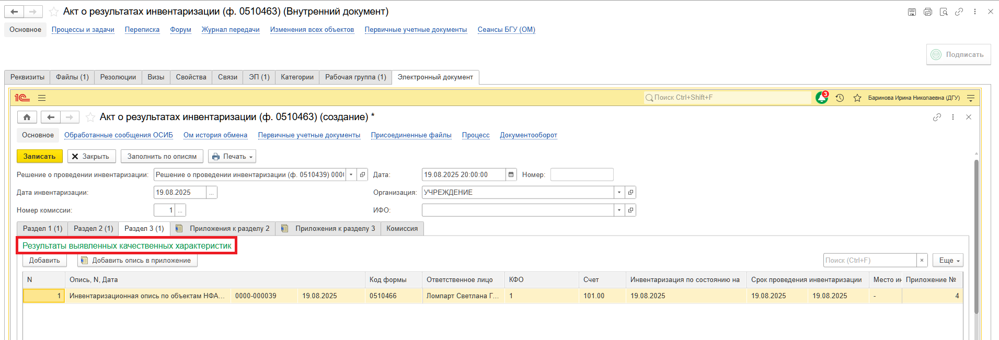 Акт о результатах инвентаризации (ф. 0510463) (Внутренний документ)
Основное Процессы и задачи Переписка Форум Журнал передачи Изменения всех объектов Первичные учетные документы Сеансы БГУ (ОМ)
Подписать
Реквизиты Файлы (1) Резолюции Визы Свойства Связи ЭП (1) Категории Рабочая группа (1) Электронный документ
1С Поиск Ctrl+Shift+F 3 Баринова Ирина Николаевна (ДГУ)
Акт о результатах инвентаризации (ф. 0510463) (создание) *
Основное Обработанные сообщения ОСИБ Ом история обмена Первичные учетные документы Присоединенные файлы Процесс Документооборот
Записать Закрыть Заполнить по описям Печать
Решение о проведении инвентаризации: Решение о проведении инвентаризации (ф. 0510439) 000( Дата: 19.08.2025 20:00:00 Номер:
Дата инвентаризации: 19.08.2025 ... Организация: УЧРЕЖДЕНИЕ
Номер комиссии: 1 ... ИФО:
Раздел 1 (1) Раздел 2 (1) Раздел 3 (1) Приложения к разделу 2 Приложения к разделу 3 Комиссия
Результаты выявленных качественных характеристик
Добавить Добавить опись в приложение Поиск (Ctrl+F) × Еще
N Опись, N, Дата Код формы Ответственное лицо КФО Счет Инвентаризация по состоянию на Срок проведения инвентаризации Место ин Приложение №
1 Инвентаризационная опись по объектам НФА... 0000-000039 19.08.2025 0510466 Ломпарт Светлана Г... 1 101.00 19.08.2025 19.08.2025 19.08.2025 - 4